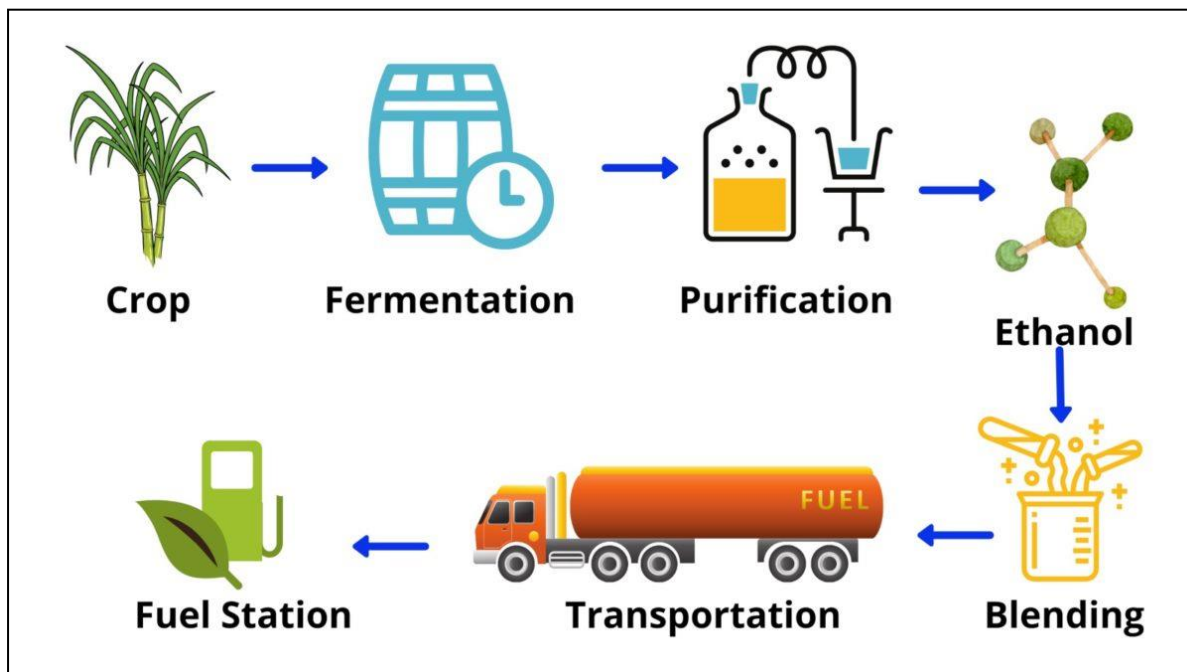 Crop
Fermentation
Purification
Ethanol
Blending
FUEL
Transportation
Fuel Station